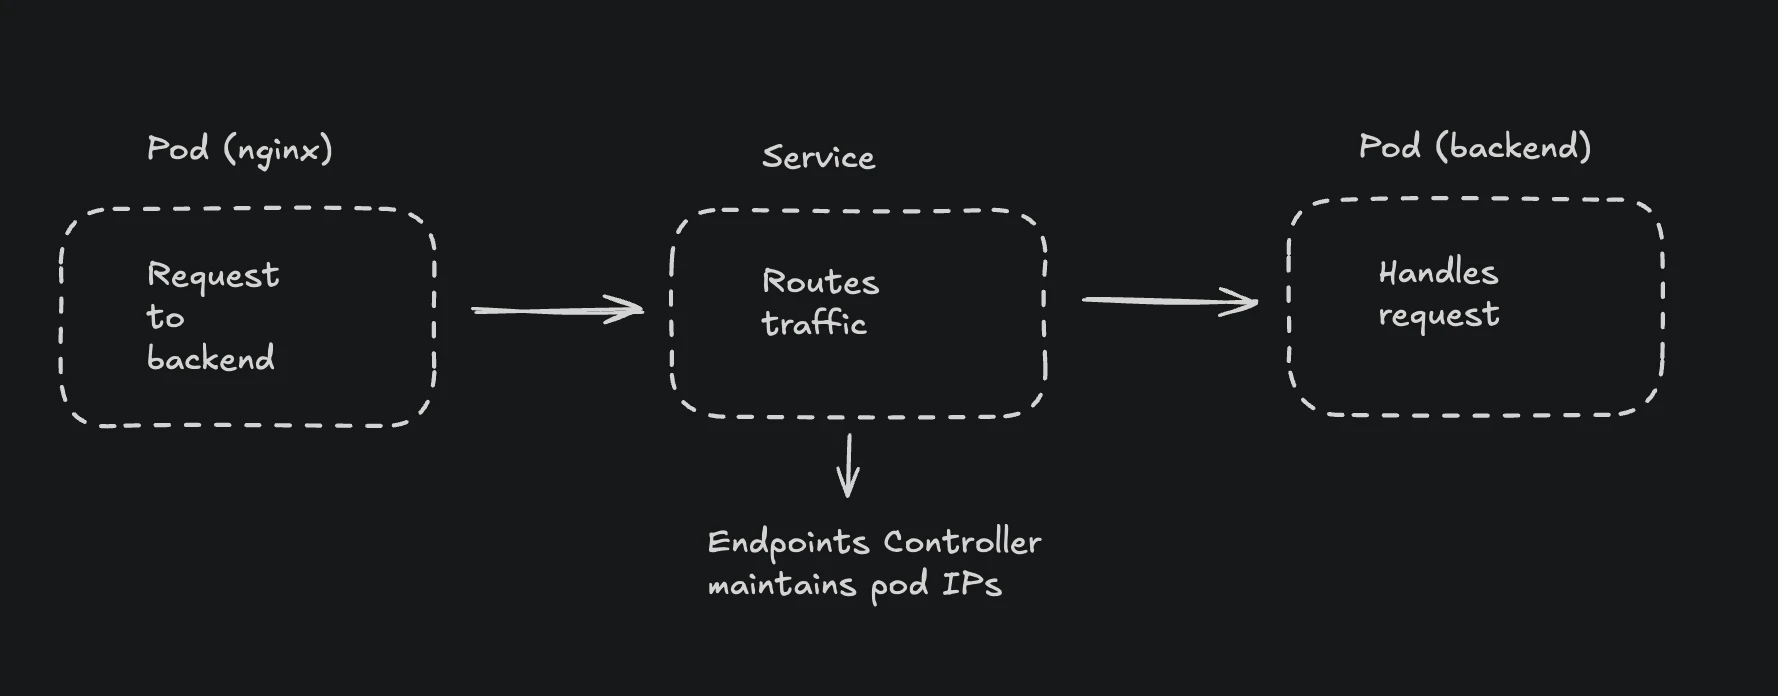 Pod (nginx)
Service
Pod (backend)
Request
to
backend
Routes
traffic
Handles
request
Endpoints Controller
maintains pod IPs